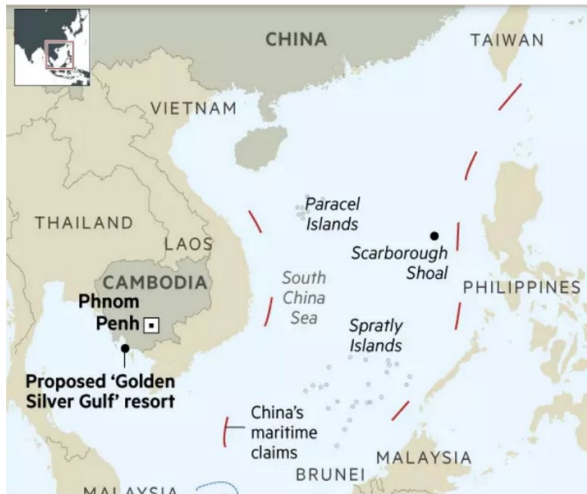 CHINA
TAIWAN
VIETNAM
Paracel
Islands
THAILAND
LAOS
Scarborough
Shoal
CAMBODIA
South
China
Sea
PHILIPPINES
Phnom
Penh
Spratly
Islands
Proposed ‘Golden
Silver Gulf’ resort
China’s
maritime
claims
MALAYSIA
BRUNEI
MALAYSIA